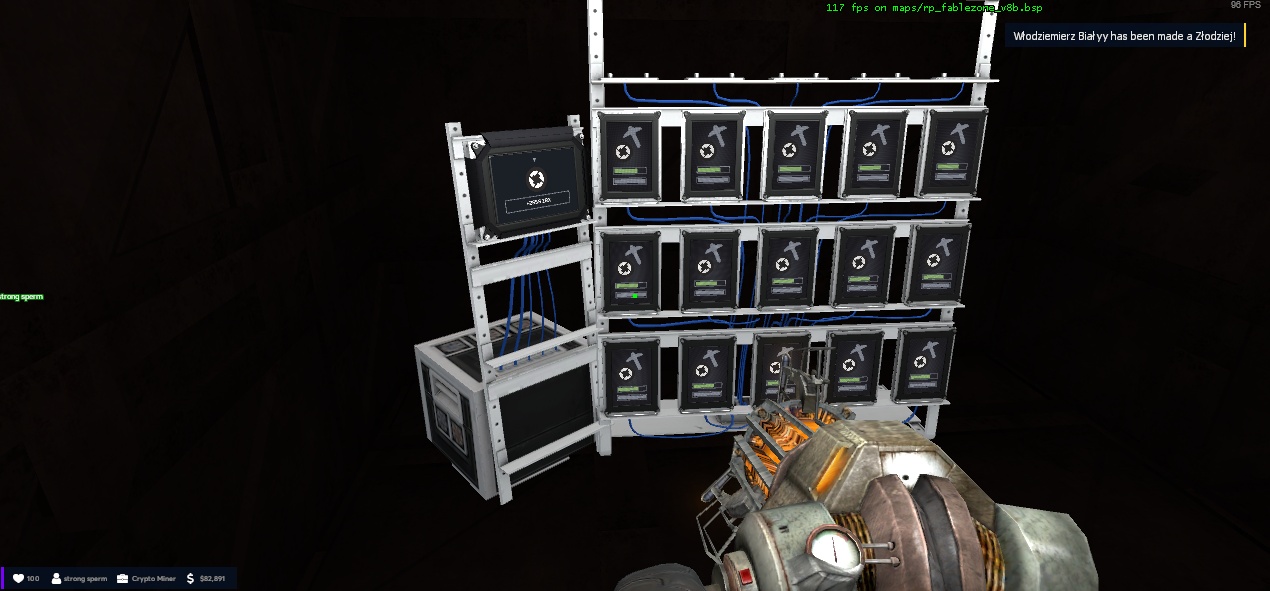 117 fps on maps/rp_fablezone_v8b.bsp
96 FPS
Włodziemierz Białyy has been made a Złodziej!
strong sperm
100 strong sperm Crypto Miner $ $82,891